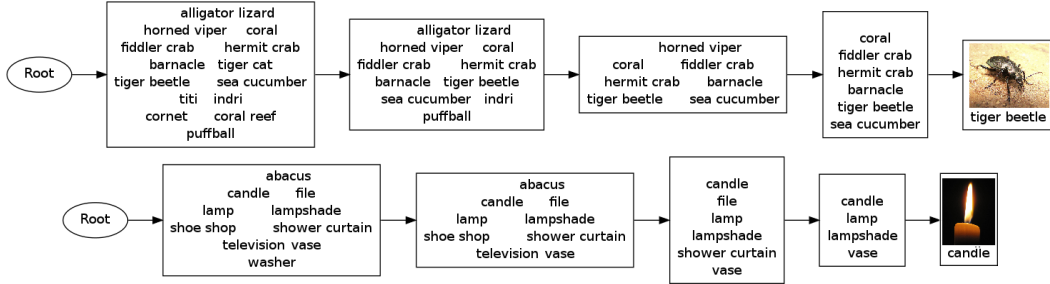 Root
alligator lizard
horned viper coral
fiddler crab hermit crab
barnacle tiger cat
tiger beetle sea cucumber
titi indri
cornet coral reef
puffball
alligator lizard
horned viper coral
fiddler crab hermit crab
barnacle tiger beetle
sea cucumber indri
puffball
horned viper
coral fiddler crab
hermit crab barnacle
tiger beetle sea cucumber
coral
fiddler crab
hermit crab
barnacle
tiger beetle
sea cucumber
tiger beetle
Root
abacus
candle file
lamp lampshade
shoe shop shower curtain
television vase
washer
abacus
candle file
lamp lampshade
shoe shop shower curtain
television vase
candle
file
lamp
lampshade
shower curtain
vase
candle
lamp
lampshade
vase
candle